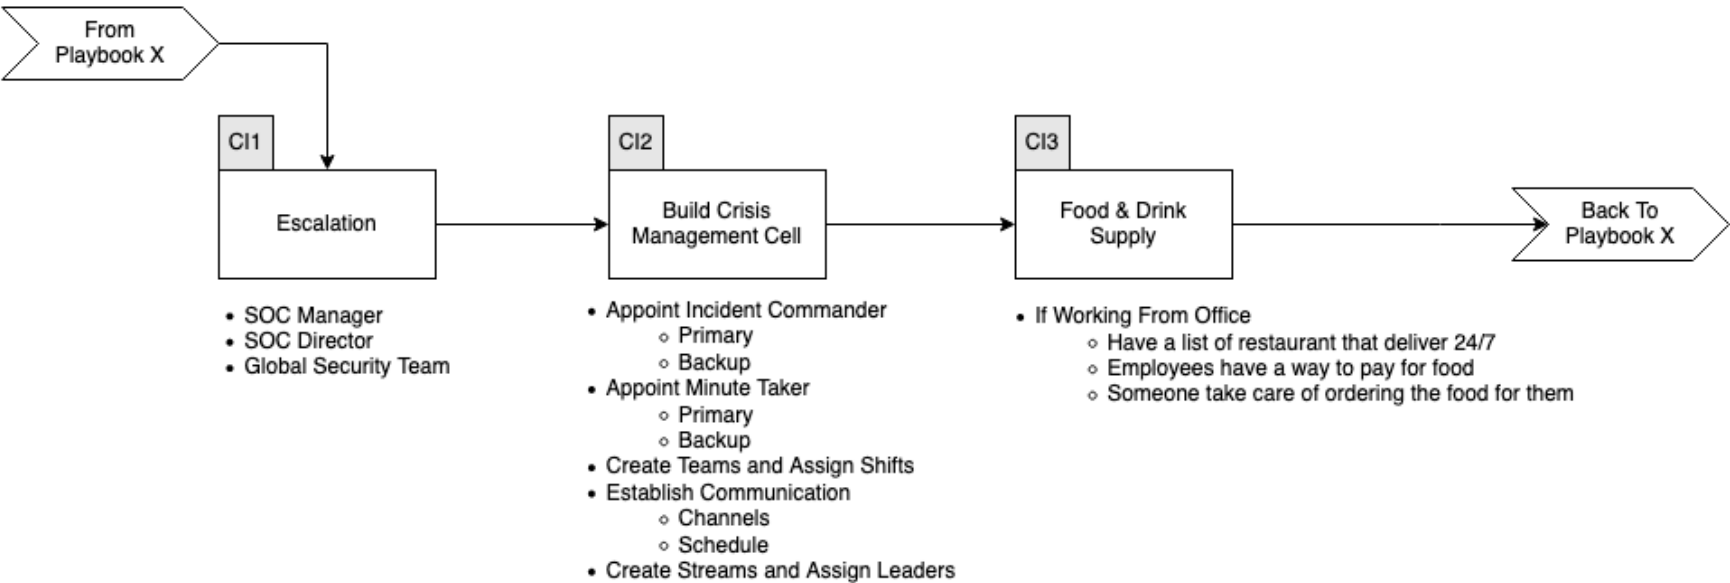 From
Playbook X
CI1
Escalation
• SOC Manager
• SOC Director
• Global Security Team
CI2
Build Crisis
Management Cell
• Appoint Incident Commander
◦ Primary
◦ Backup
• Appoint Minute Taker
◦ Primary
◦ Backup
• Create Teams and Assign Shifts
• Establish Communication
◦ Channels
◦ Schedule
• Create Streams and Assign Leaders
CI3
Food & Drink
Supply
• If Working From Office
◦ Have a list of restaurant that deliver 24/7
◦ Employees have a way to pay for food
◦ Someone take care of ordering the food for them
Back To
Playbook X